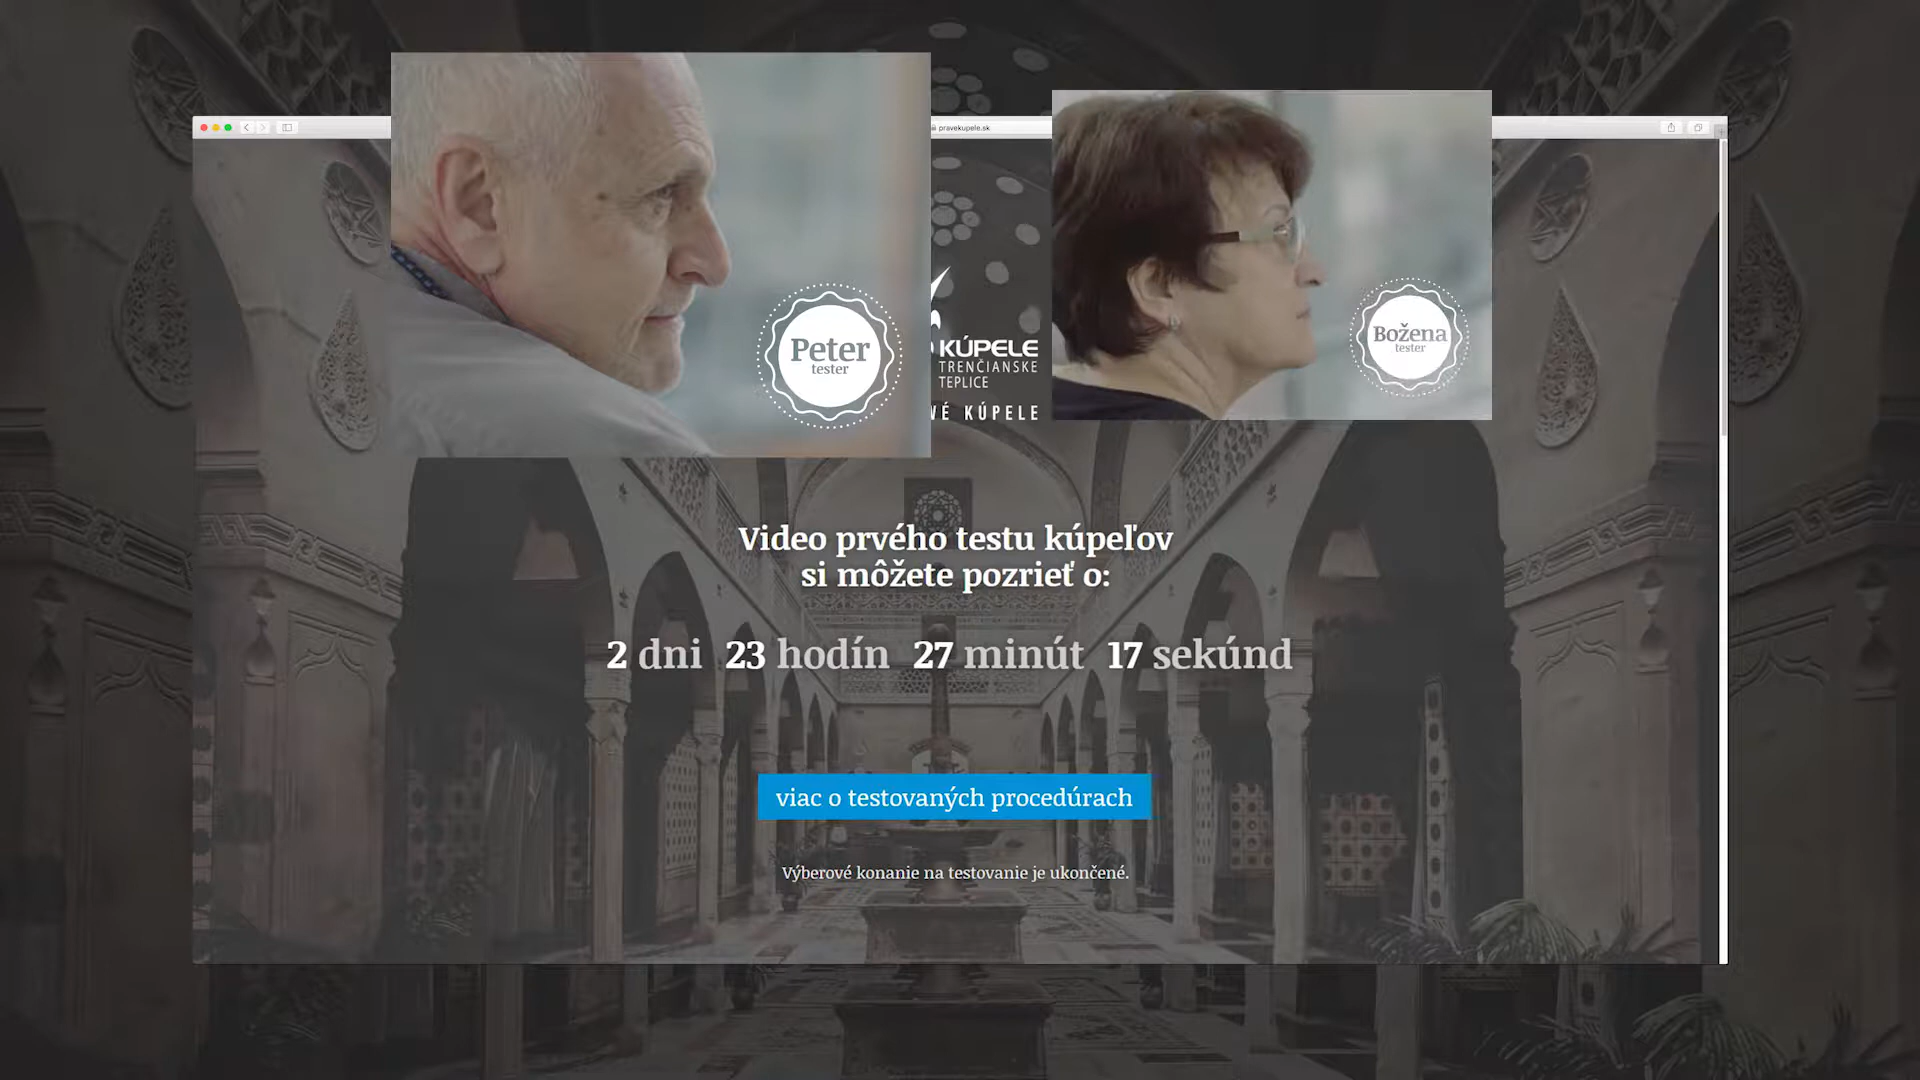 pravekupele.sk
Peter
tester
Božena
tester
KÚPELE
TRENČIANSKE
TEPLICE
KÚPELE
Video prvého testu kúpeľov
si môžete pozrieť o:
2 dni 23 hodín 27 minút 17 sekúnd
viac o testovaných procedúrach
Výberové konanie na testovanie je ukončené.